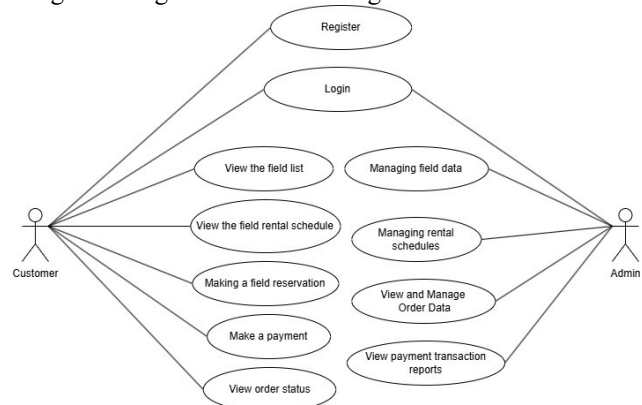 Register
Login
View the field list
Managing field data
View the field rental schedule
Managing rental
schedules
Customer
Admin
Making a field reservation
View and Manage
Order Data
Make a payment
View payment transaction
reports
View order status